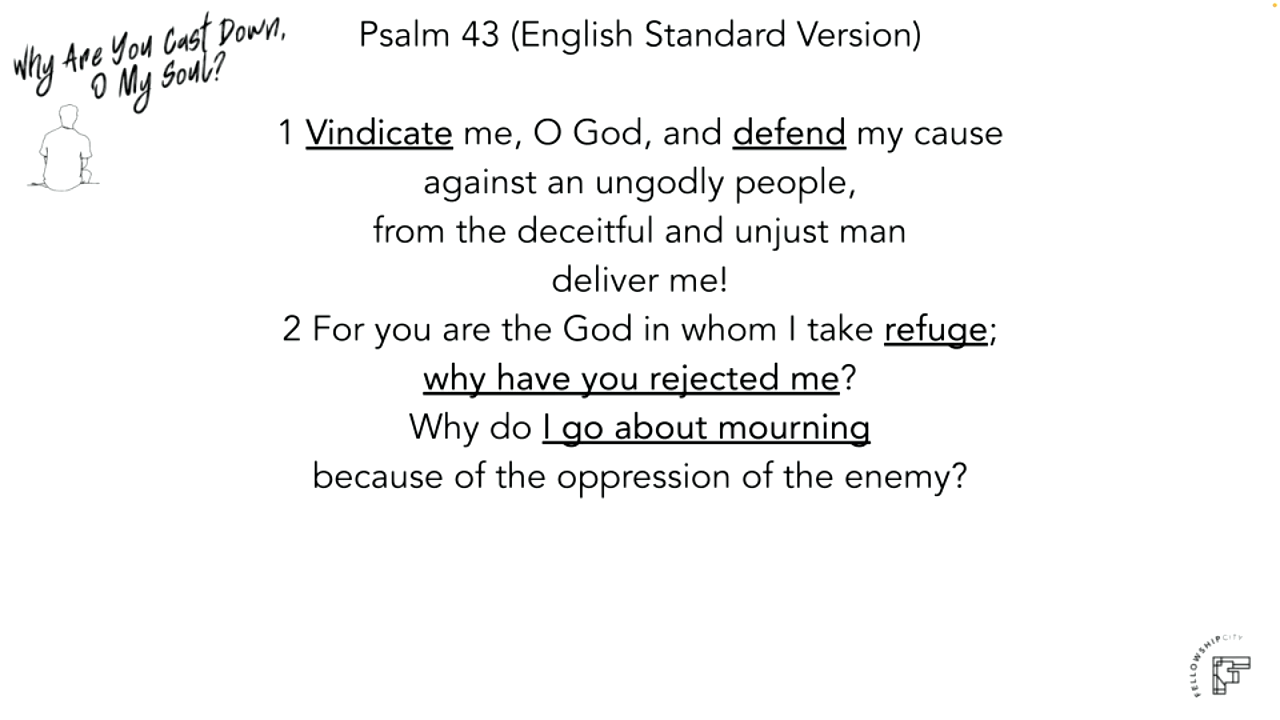 Why Are You Cast Down,
O My Soul?
Psalm 43 (English Standard Version)
1 Vindicate me, O God, and defend my cause
against an ungodly people,
from the deceitful and unjust man
deliver me!
2 For you are the God in whom I take refuge;
why have you rejected me?
Why do I go about mourning
because of the oppression of the enemy?
FELLOWSHIPCITY